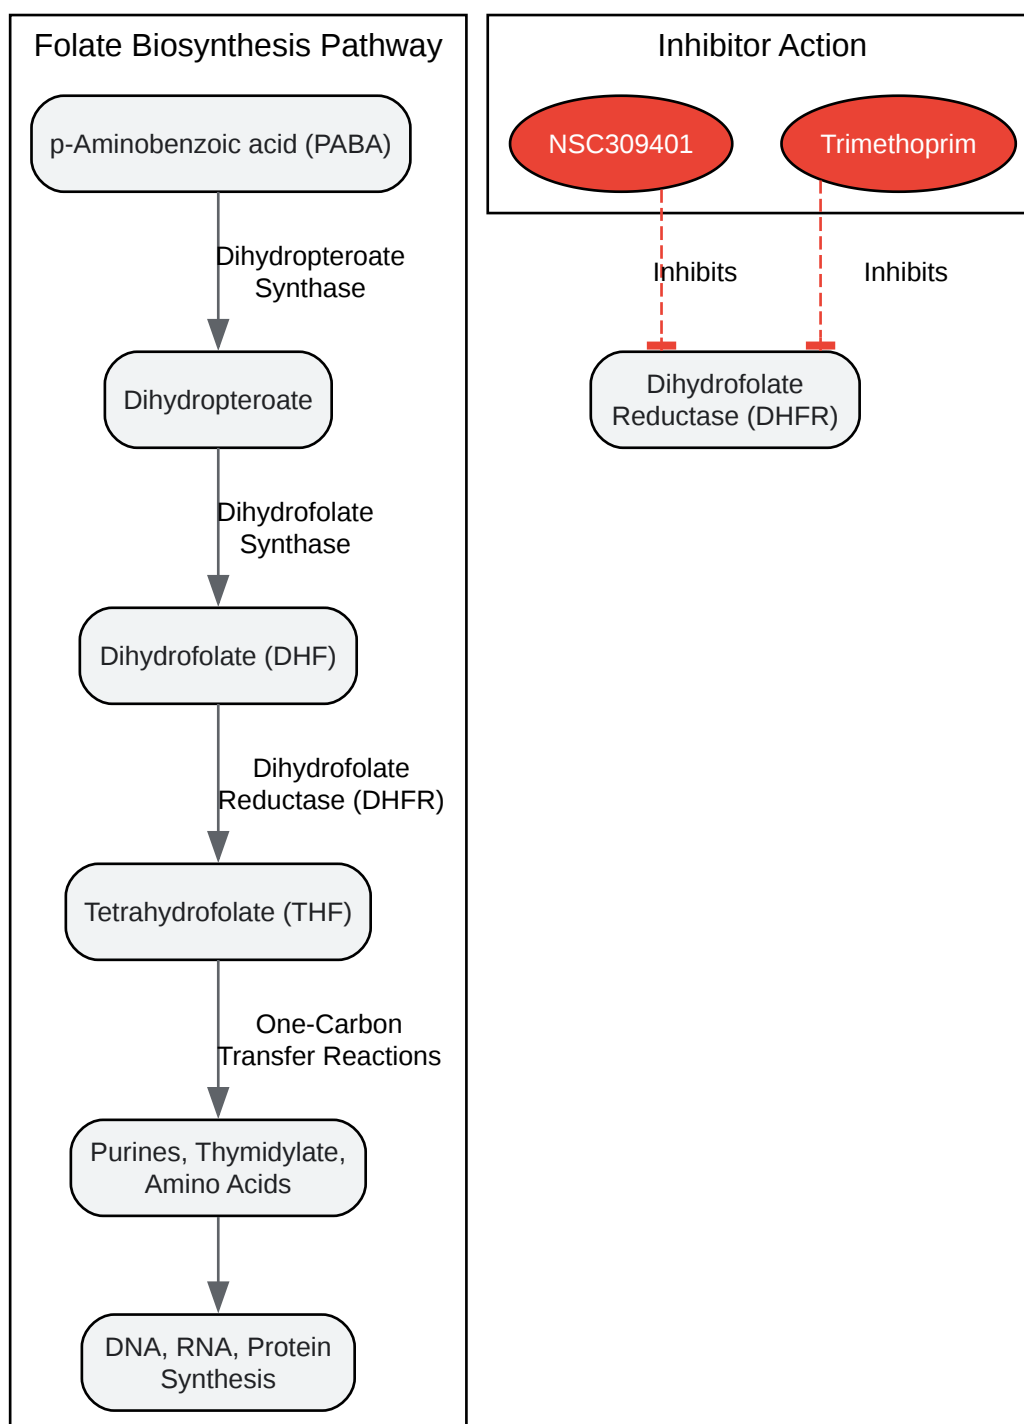 Folate Biosynthesis Pathway
p-Aminobenzoic acid (PABA)
Dihydropteroate
Synthase
Dihydropteroate
Dihydrofolate
Synthase
Dihydrofolate (DHF)
Dihydrofolate
Reductase (DHFR)
Tetrahydrofolate (THF)
One-Carbon
Transfer Reactions
Purines, Thymidylate,
Amino Acids
DNA, RNA, Protein
Synthesis
Inhibitor Action
NSC309401
Trimethoprim
Inhibits
Inhibits
Dihydrofolate
Reductase (DHFR)